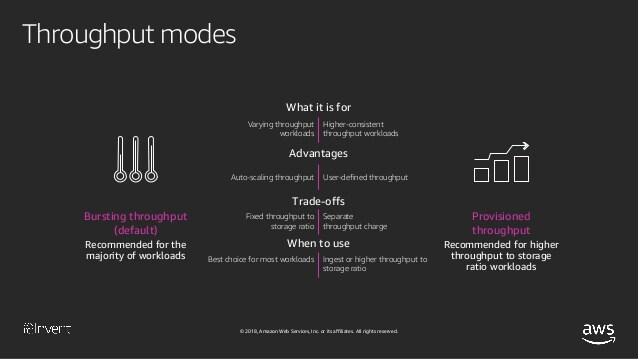 Throughput modes
What it is for
Varying throughput workloads
Higher-consistent throughput workloads
Advantages
Auto-scaling throughput
User-defined throughput
Trade-offs
Fixed throughput to storage ratio
Separate throughput charge
When to use
Best choice for most workloads
Ingest or higher throughput to storage ratio
Bursting throughput
(default)
Recommended for the
majority of workloads
Provisioned
throughput
Recommended for higher
throughput to storage
ratio workloads
re:Invent
© 2018, Amazon Web Services, Inc. or its affiliates. All rights reserved.
aws